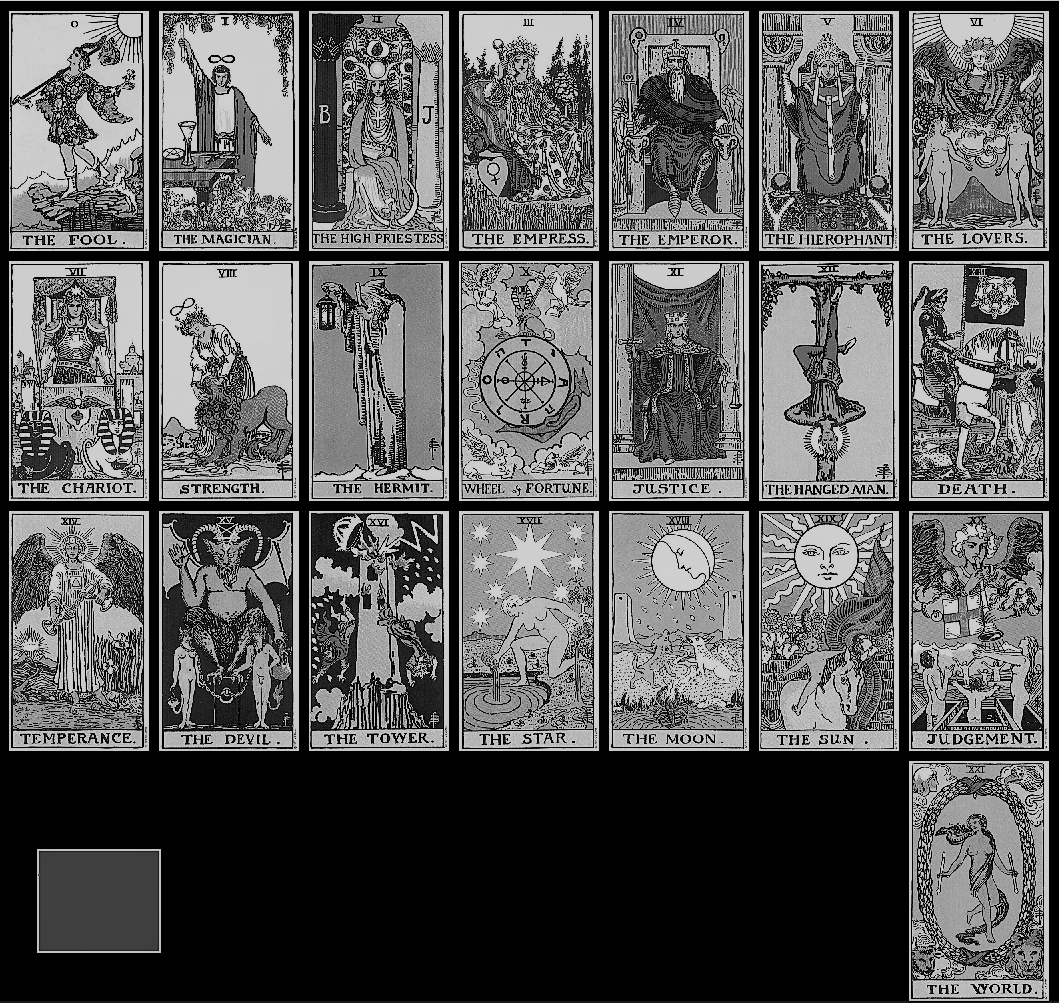 0
THE FOOL.
I
THE MAGICIAN.
II
B J
THE HIGH PRIESTESS
III
THE EMPRESS.
IV
THE EMPEROR.
V
THE HIEROPHANT
VI
THE LOVERS.
VII
THE CHARIOT.
VIII
STRENGTH.
IX
THE HERMIT.
X
T
A
R
O
WHEEL of FORTUNE.
XI
JUSTICE.
XII
THE HANGED MAN.
XIII
DEATH.
XIV
TEMPERANCE.
XV
THE DEVIL.
XVI
THE TOWER.
XVII
THE STAR.
XVIII
THE MOON.
XIX
THE SUN.
XX
JUDGEMENT.
XXI
THE WORLD.